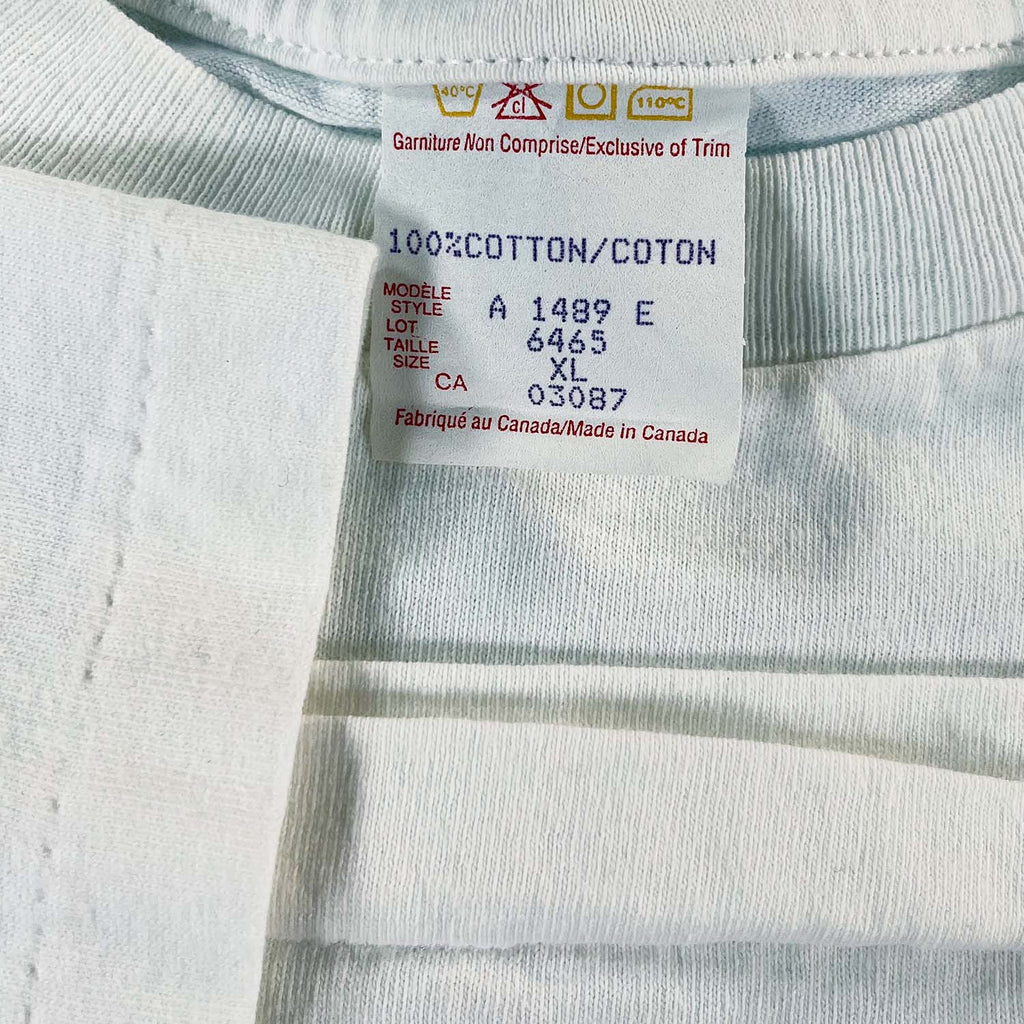 40°C cl 110°C
Garniture Non Comprise/Exclusive of Trim
100%COTTON/COTON
MODÈLE
STYLE A 1489 E
LOT 6465
TAILLE
SIZE XL
CA 03087
Fabriqué au Canada/Made in Canada